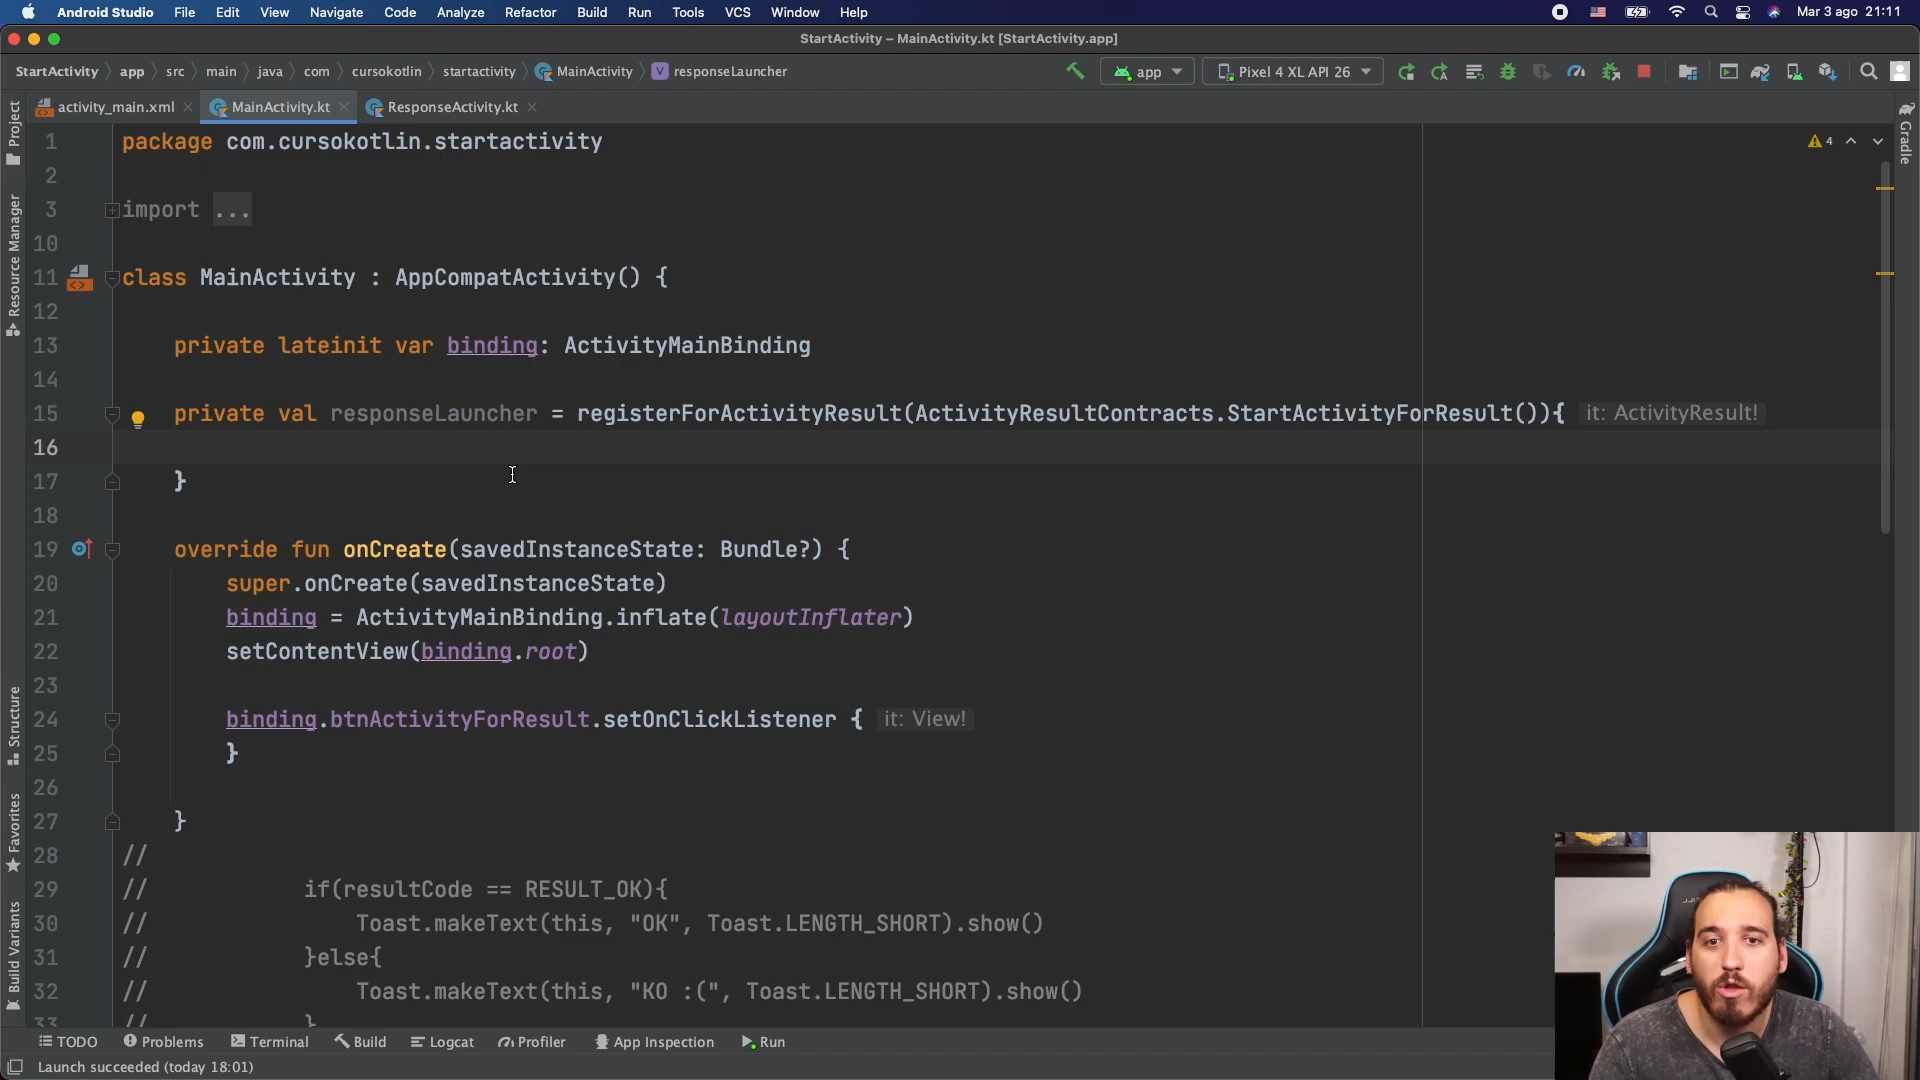 Android Studio File Edit View Navigate Code Analyze Refactor Build Run Tools VCS Window Help Mar 3 ago 21:11
StartActivity – MainActivity.kt [StartActivity.app]
StartActivity app src main java com cursokotlin startactivity MainActivity responseLauncher app Pixel 4 XL API 26
activity_main.xml MainActivity.kt ResponseActivity.kt
Project
Resource Manager
Structure
Favorites
Build Variants
Gradle
4
1 package com.cursokotlin.startactivity
2
3 import ...
10
11 class MainActivity : AppCompatActivity() {
12
13 private lateinit var binding: ActivityMainBinding
14
15 private val responseLauncher = registerForActivityResult(ActivityResultContracts.StartActivityForResult()){ it: ActivityResult!
16
17 }
18
19 override fun onCreate(savedInstanceState: Bundle?) {
20 super.onCreate(savedInstanceState)
21 binding = ActivityMainBinding.inflate(layoutInflater)
22 setContentView(binding.root)
23
24 binding.btnActivityForResult.setOnClickListener { it: View!
25 }
26
27 }
28 //
29 // if(resultCode == RESULT_OK){
30 // Toast.makeText(this, "OK", Toast.LENGTH_SHORT).show()
31 // }else{
32 // Toast.makeText(this, "KO :(", Toast.LENGTH_SHORT).show()
33 // }
TODO Problems Terminal Build Logcat Profiler App Inspection Run
Launch succeeded (today 18:01)